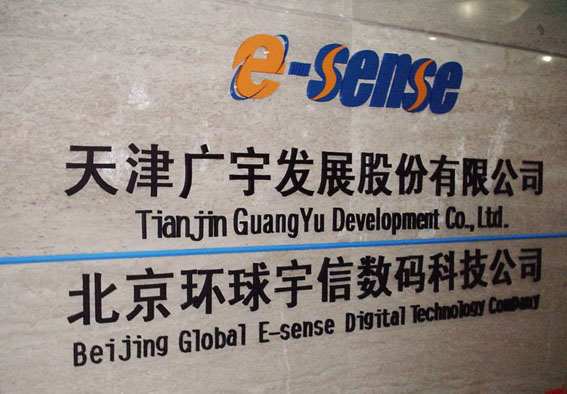 e-sense
天津广宇发展股份有限公司
Tianjin GuangYu Development Co., Ltd.
北京环球宇信数码科技公司
Beijing Global E-sense Digital Technology Company